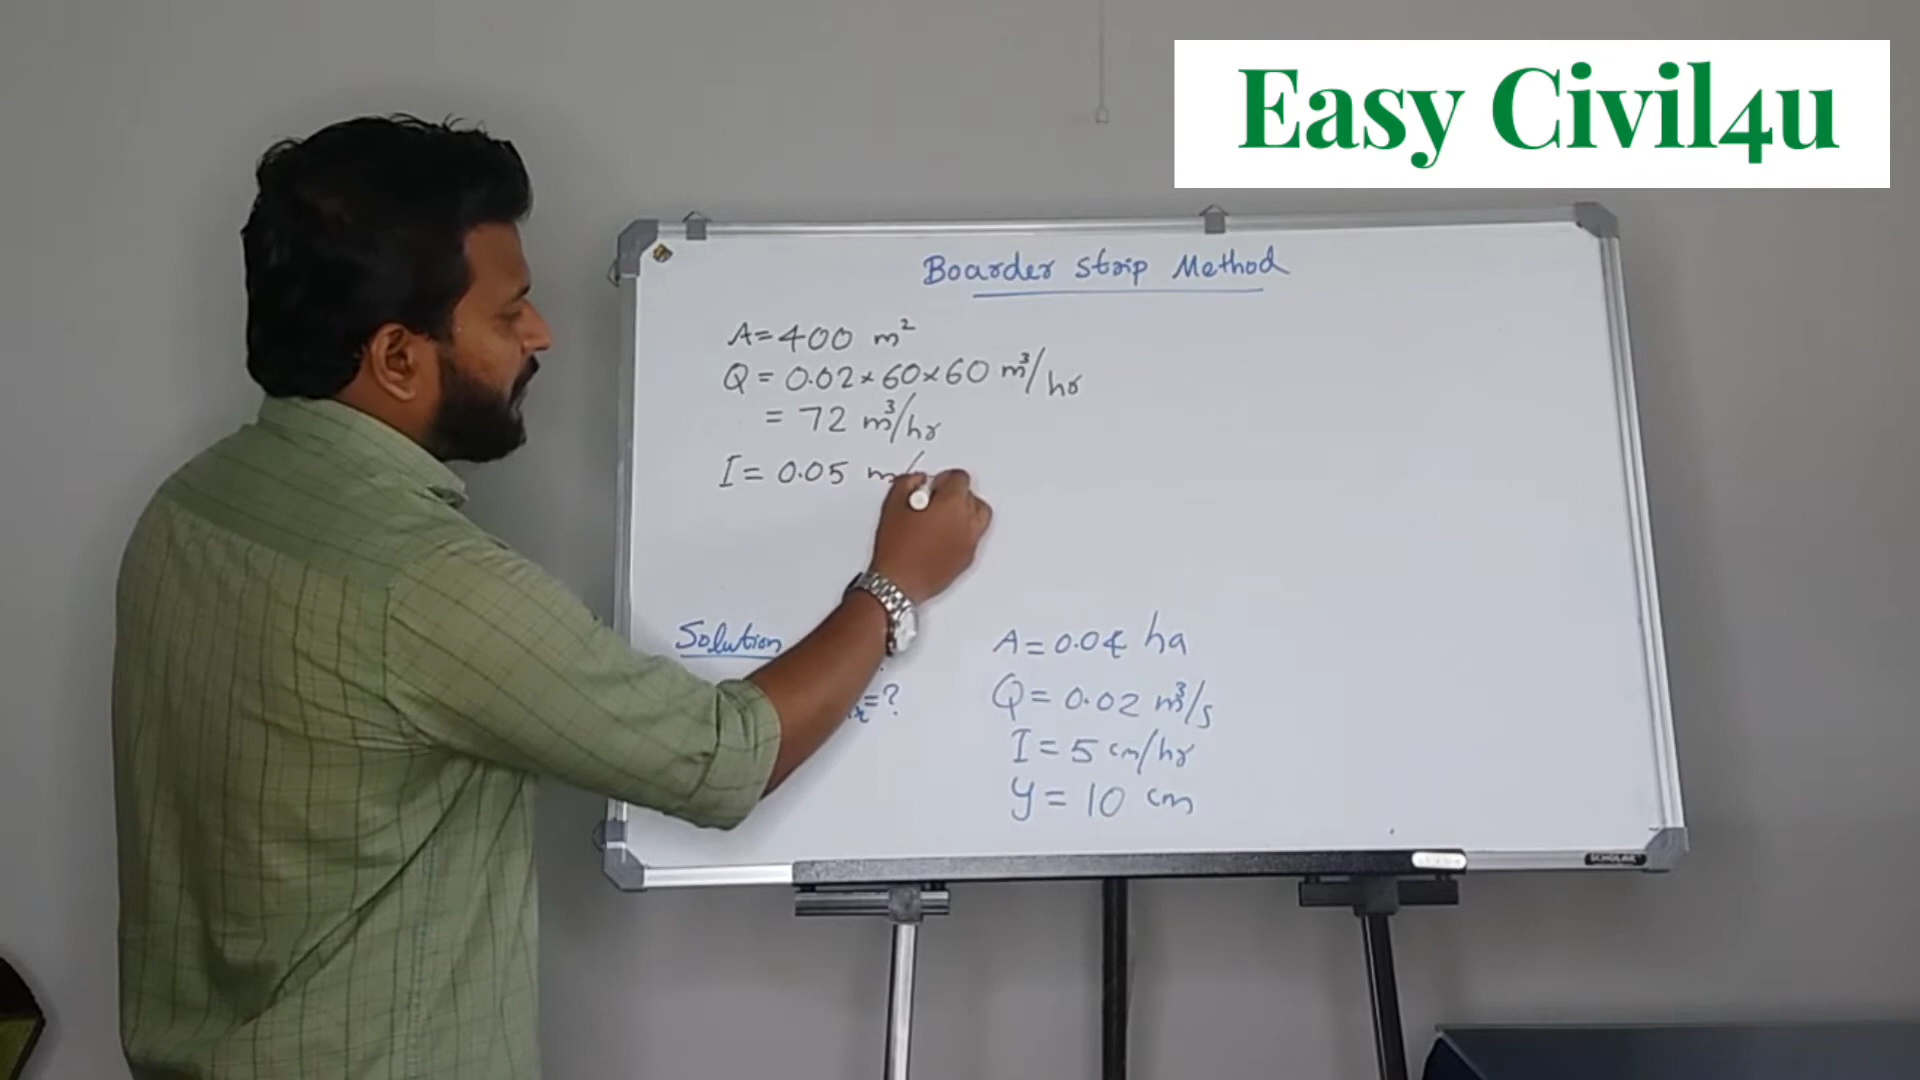 Easy Civil4u
Boarder Strip Method
A=400 m²
Q = 0.02×60×60 m³/hr
= 72 m³/hr
I = 0.05 m/
Solution
=?
A = 0.04 ha
Q = 0.02 m³/s
I = 5 cm/hr
y = 10 cm
SCHOLAR